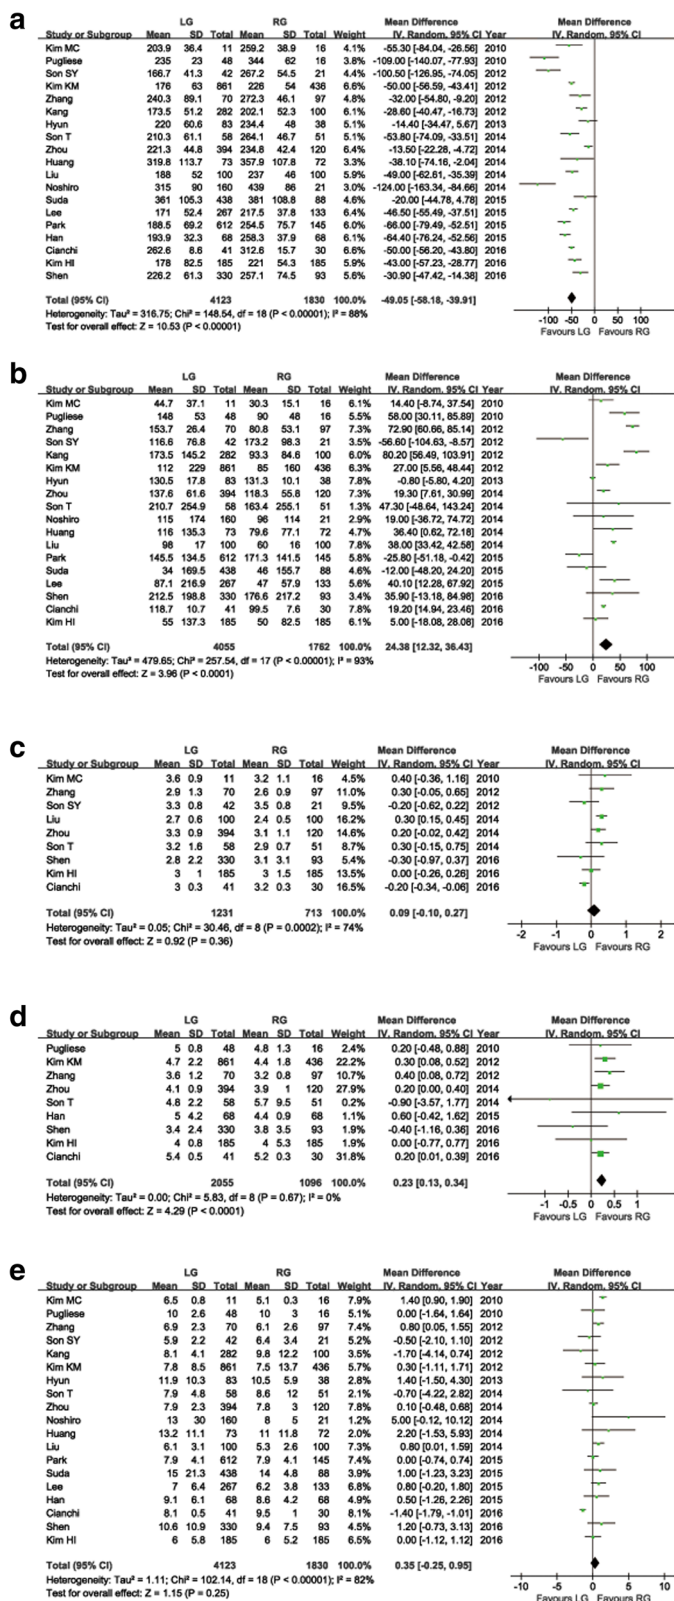 a
LG RG Mean Difference Mean Difference
Study or Subgroup Mean SD Total Mean SD Total Weight IV, Random, 95% CI Year IV, Random, 95% CI
Kim MC 203.9 36.4 11 259.2 38.9 16 4.1% -55.30 [-84.04, -26.56] 2010
Pugliese 235 23 48 344 62 16 3.8% -109.00 [-140.07, -77.93] 2010
Son SY 166.7 41.3 42 267.2 54.5 21 4.5% -100.50 [-126.95, -74.05] 2012
Kim KM 176 63 861 226 54 436 7.3% -50.00 [-56.59, -43.41] 2012
Zhang 240.3 89.1 70 272.3 46.1 97 5.1% -32.00 [-54.80, -9.20] 2012
Kang 173.5 51.2 282 202.1 52.3 100 6.6% -28.60 [-40.47, -16.73] 2012
Hyun 220 60.6 83 234.4 48 38 5.5% -14.40 [-34.47, 5.67] 2013
Son T 210.3 61.1 58 264.1 46.7 51 5.4% -53.80 [-74.09, -33.51] 2014
Zhou 221.3 44.8 394 234.8 42.4 120 7.1% -13.50 [-22.28, -4.72] 2014
Huang 319.8 113.7 73 357.9 107.8 72 3.3% -38.10 [-74.16, -2.04] 2014
Liu 188 52 100 237 46 100 6.4% -49.00 [-62.61, -35.39] 2014
Noshiro 315 90 160 439 86 21 3.1% -124.00 [-163.34, -84.66] 2014
Suda 361 105.3 438 381 108.8 88 4.8% -20.00 [-44.78, 4.78] 2015
Lee 171 52.4 267 217.5 37.8 133 7.0% -46.50 [-55.49, -37.51] 2015
Park 188.5 69.2 612 254.5 75.7 145 6.4% -66.00 [-79.49, -52.51] 2015
Han 193.9 32.3 68 258.3 37.9 68 6.6% -64.40 [-76.24, -52.56] 2015
Cianchi 262.6 8.6 41 312.6 15.7 30 7.4% -50.00 [-56.20, -43.80] 2016
Kim HI 178 82.5 185 221 54.3 185 6.3% -43.00 [-57.23, -28.77] 2016
Shen 226.2 61.3 330 257.1 74.5 93 6.0% -30.90 [-47.42, -14.38] 2016
Total (95% CI) 4123 1830 100.0% -49.05 [-58.18, -39.91]
Heterogeneity: Tau² = 316.75; Chi² = 148.54, df = 18 (P < 0.00001); I² = 88%
Test for overall effect: Z = 10.53 (P < 0.00001)
-100 -50 0 50 100
Favours LG Favours RG
b
LG RG Mean Difference Mean Difference
Study or Subgroup Mean SD Total Mean SD Total Weight IV, Random, 95% CI Year IV, Random, 95% CI
Kim MC 44.7 37.1 11 30.3 15.1 16 6.1% 14.40 [-8.74, 37.54] 2010
Pugliese 148 53 48 90 48 16 5.5% 58.00 [30.11, 85.89] 2010
Zhang 153.7 26.4 70 80.8 53.1 97 7.5% 72.90 [60.66, 85.14] 2012
Son SY 116.6 76.8 42 173.2 98.3 21 3.4% -56.60 [-104.63, -8.57] 2012
Kang 173.5 145.2 282 93.3 84.6 100 6.0% 80.20 [56.49, 103.91] 2012
Kim KM 112 229 861 85 160 436 6.4% 27.00 [5.56, 48.44] 2012
Hyun 130.5 17.8 83 131.3 10.1 38 8.2% -0.80 [-5.80, 4.20] 2013
Zhou 137.6 61.6 394 118.3 55.8 120 7.6% 19.30 [7.61, 30.99] 2014
Son T 210.7 254.9 58 163.4 255.1 51 1.3% 47.30 [-48.64, 143.24] 2014
Noshiro 115 174 160 96 114 21 2.8% 19.00 [-36.72, 74.72] 2014
Huang 116 135.3 73 79.6 77.1 72 4.6% 36.40 [0.62, 72.18] 2014
Liu 98 17 100 60 16 100 8.3% 38.00 [33.42, 42.58] 2014
Park 145.5 134.5 612 171.3 141.5 145 5.9% -25.80 [-51.18, -0.42] 2015
Suda 34 169.5 438 46 155.7 88 4.5% -12.00 [-48.20, 24.20] 2015
Lee 87.1 216.9 267 47 57.9 133 5.6% 40.10 [12.28, 67.92] 2015
Shen 212.5 198.8 330 176.6 217.2 93 3.3% 35.90 [-13.18, 84.98] 2016
Cianchi 118.7 10.7 41 99.5 7.6 30 8.3% 19.20 [14.94, 23.46] 2016
Kim HI 55 137.3 185 50 82.5 185 6.1% 5.00 [-18.08, 28.08] 2016
Total (95% CI) 4055 1762 100.0% 24.38 [12.32, 36.43]
Heterogeneity: Tau² = 479.65; Chi² = 257.54, df = 17 (P < 0.00001); I² = 93%
Test for overall effect: Z = 3.96 (P < 0.0001)
-100 -50 0 50 100
Favours LG Favours RG
c
LG RG Mean Difference Mean Difference
Study or Subgroup Mean SD Total Mean SD Total Weight IV, Random, 95% CI Year IV, Random, 95% CI
Kim MC 3.6 0.9 11 3.2 1.1 16 4.5% 0.40 [-0.36, 1.16] 2010
Zhang 2.9 1.3 70 2.6 0.9 97 11.0% 0.30 [-0.05, 0.65] 2012
Son SY 3.3 0.8 42 3.5 0.8 21 9.5% -0.20 [-0.62, 0.22] 2012
Liu 2.7 0.6 100 2.4 0.5 100 16.2% 0.30 [0.15, 0.45] 2014
Zhou 3.3 0.9 394 3.1 1.1 120 14.6% 0.20 [-0.02, 0.42] 2014
Son T 3.2 1.6 58 2.9 0.7 51 8.7% 0.30 [-0.15, 0.75] 2014
Shen 2.8 2.2 330 3.1 3.1 93 5.4% -0.30 [-0.97, 0.37] 2016
Kim HI 3 1 185 3 1.5 185 13.5% 0.00 [-0.26, 0.26] 2016
Cianchi 3 0.3 41 3.2 0.3 30 16.5% -0.20 [-0.34, -0.06] 2016
Total (95% CI) 1231 713 100.0% 0.09 [-0.10, 0.27]
Heterogeneity: Tau² = 0.05; Chi² = 30.46, df = 8 (P = 0.0002); I² = 74%
Test for overall effect: Z = 0.92 (P = 0.36)
-2 -1 0 1 2
Favours LG Favours RG
d
LG RG Mean Difference Mean Difference
Study or Subgroup Mean SD Total Mean SD Total Weight IV, Random, 95% CI Year IV, Random, 95% CI
Pugliese 5 0.8 48 4.8 1.3 16 2.4% 0.20 [-0.48, 0.88] 2010
Kim KM 4.7 2.2 861 4.4 1.8 436 22.2% 0.30 [0.08, 0.52] 2012
Zhang 3.6 1.2 70 3.2 0.8 97 10.7% 0.40 [0.08, 0.72] 2012
Zhou 4.1 0.9 394 3.9 1 120 27.9% 0.20 [0.00, 0.40] 2014
Son T 4.8 2.2 58 5.7 9.5 51 0.2% -0.90 [-3.57, 1.77] 2014
Han 5 4.2 68 4.4 0.9 68 1.1% 0.60 [-0.42, 1.62] 2015
Shen 3.4 2.4 330 3.8 3.5 93 1.9% -0.40 [-1.16, 0.36] 2016
Kim HI 4 0.8 185 4 5.3 185 1.9% 0.00 [-0.77, 0.77] 2016
Cianchi 5.4 0.5 41 5.2 0.3 30 31.7% 0.20 [0.01, 0.39] 2016
Total (95% CI) 2055 1096 100.0% 0.23 [0.13, 0.34]
Heterogeneity: Tau² = 0.00; Chi² = 5.83, df = 8 (P = 0.67); I² = 0%
Test for overall effect: Z = 4.29 (P < 0.0001)
-1 -0.5 0 0.5 1
Favours LG Favours RG
e
LG RG Mean Difference Mean Difference
Study or Subgroup Mean SD Total Mean SD Total Weight IV, Random, 95% CI Year IV, Random, 95% CI
Kim MC 6.5 0.8 11 5.1 0.3 16 7.9% 1.40 [0.90, 1.90] 2010
Pugliese 10 2.6 48 10 3 16 5.1% 0.00 [-1.64, 1.64] 2010
Zhang 6.9 2.3 70 6.1 2.6 97 7.4% 0.80 [0.05, 1.55] 2012
Son SY 5.9 2.2 42 6.4 3.4 21 5.2% -0.50 [-2.10, 1.10] 2012
Kang 8.1 4.1 282 9.8 12.2 100 3.4% -1.70 [-4.14, 0.74] 2012
Kim KM 7.8 8.5 861 7.5 13.7 436 5.7% 0.30 [-1.11, 1.71] 2012
Hyun 11.9 10.3 83 10.5 5.9 38 2.7% 1.40 [-1.50, 4.30] 2013
Son T 7.9 4.8 58 8.6 12 51 2.1% -0.70 [-4.22, 2.82] 2014
Zhou 7.9 2.3 394 7.8 3 120 7.7% 0.10 [-0.48, 0.68] 2014
Noshiro 13 30 160 8 5 21 1.2% 5.00 [-0.12, 10.12] 2014
Huang 13.2 11.1 73 11 11.8 72 2.0% 2.20 [-1.53, 5.93] 2014
Liu 6.1 3.1 100 5.3 2.6 100 7.3% 0.80 [0.01, 1.59] 2014
Park 7.9 4.1 612 7.9 4.1 145 7.4% 0.00 [-0.74, 0.74] 2015
Suda 15 21.3 438 14 4.8 88 3.8% 1.00 [-1.23, 3.23] 2015
Lee 7 6.4 267 6.2 3.8 133 6.8% 0.80 [-0.20, 1.80] 2015
Han 9.1 6.1 68 8.6 4.2 68 4.7% 0.50 [-1.26, 2.26] 2015
Cianchi 8.1 0.5 41 9.5 1 30 8.1% -1.40 [-1.79, -1.01] 2016
Shen 10.6 10.9 330 9.4 7.5 93 4.4% 1.20 [-0.73, 3.13] 2016
Kim HI 6 5.8 185 6 5.2 185 6.5% 0.00 [-1.12, 1.12] 2016
Total (95% CI) 4123 1830 100.0% 0.35 [-0.25, 0.95]
Heterogeneity: Tau² = 1.11; Chi² = 102.14, df = 18 (P < 0.00001); I² = 82%
Test for overall effect: Z = 1.15 (P = 0.25)
-10 -5 0 5 10
Favours LG Favours RG